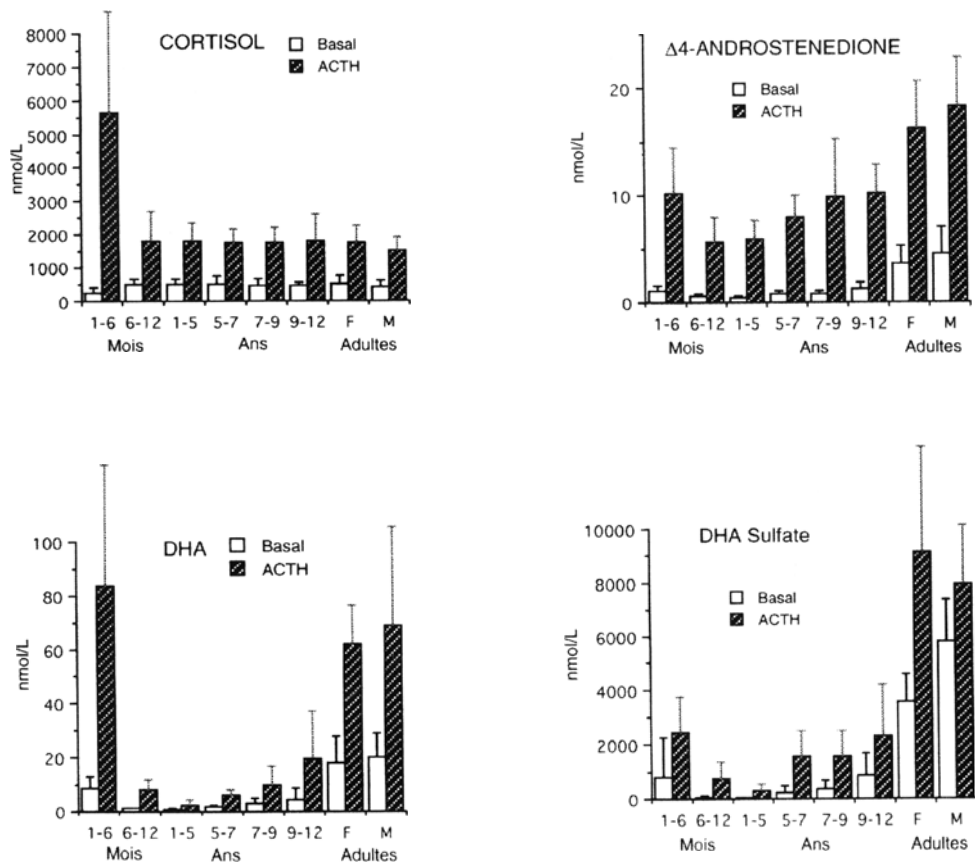 CORTISOL
Basal
ACTH
8000
7000
6000
5000
4000
3000
2000
1000
0
nmol/L
1-6 6-12 1-5 5-7 7-9 9-12 F M
Mois Ans Adultes
Δ4-ANDROSTENEDIONE
Basal
ACTH
20
10
0
nmol/L
1-6 6-12 1-5 5-7 7-9 9-12 F M
Mois Ans Adultes
DHA
Basal
ACTH
100
80
60
40
20
0
nmol/L
1-6 6-12 1-5 5-7 7-9 9-12 F M
Mois Ans Adultes
DHA Sulfate
Basal
ACTH
10000
8000
6000
4000
2000
0
nmol/L
1-6 6-12 1-5 5-7 7-9 9-12 F M
Mois Ans Adultes